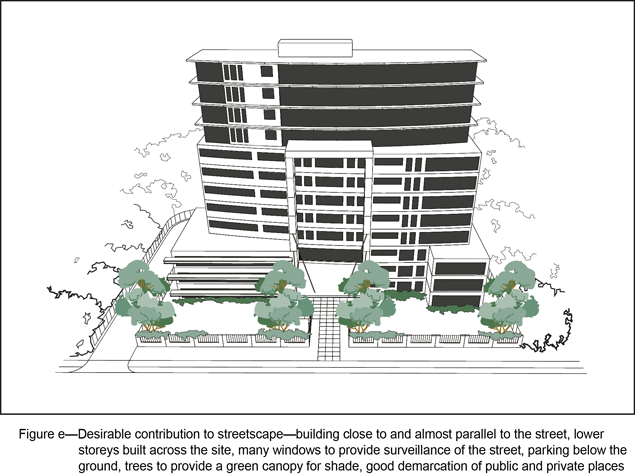 Figure e—Desirable contribution to streetscape—building close to and almost parallel to the street, lower
storeys built across the site, many windows to provide surveillance of the street, parking below the
ground, trees to provide a green canopy for shade, good demarcation of public and private places